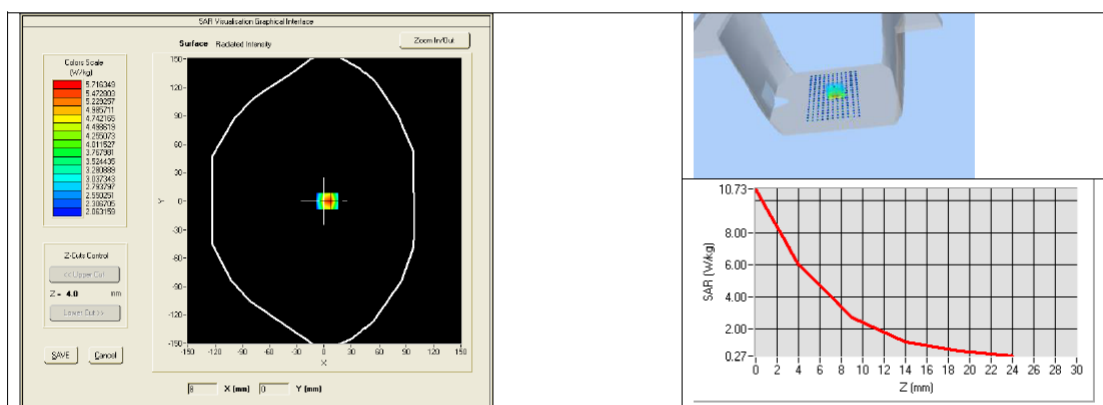 SAR Visualisation Graphical Interface
Surface Radiated Intensity
Zoom In/Out
Colors Scale
(W/kg)
5.716349
5.472803
5.229257
4.985711
4.742165
4.498619
4.255073
4.011527
3.767981
3.524435
3.280889
3.037343
2.793797
2.550251
2.306705
2.063159
Z-Cuts Control
<< Upper Cut
Z = 4.0 mm
Lower Cut >>
SAVE Cancel
150
120
90
60
30
0
-30
-60
-90
-120
-150
Y
-150 -120 -90 -60 -30 0 30 60 90 120 150
X
8 X (mm) 0 Y (mm)
10.73
8.00
6.00
4.00
2.00
0.27
SAR (W/kg)
0 2 4 6 8 10 12 14 16 18 20 22 24 26 28 30
Z (mm)